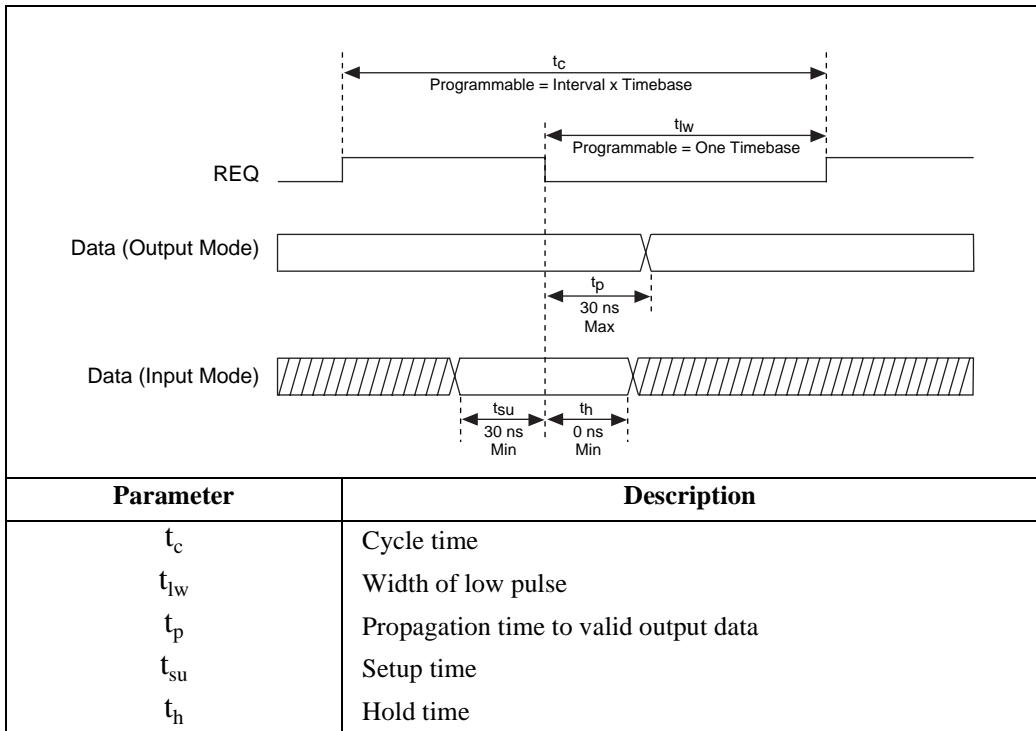 tc
Programmable = Interval x Timebase
tlw
Programmable = One Timebase
REQ
Data (Output Mode)
tp
30 ns
Max
Data (Input Mode)
tsu th
30 ns 0 ns
Min Min
Parameter Description
tc Cycle time
tlw Width of low pulse
tp Propagation time to valid output data
tsu Setup time
th Hold time